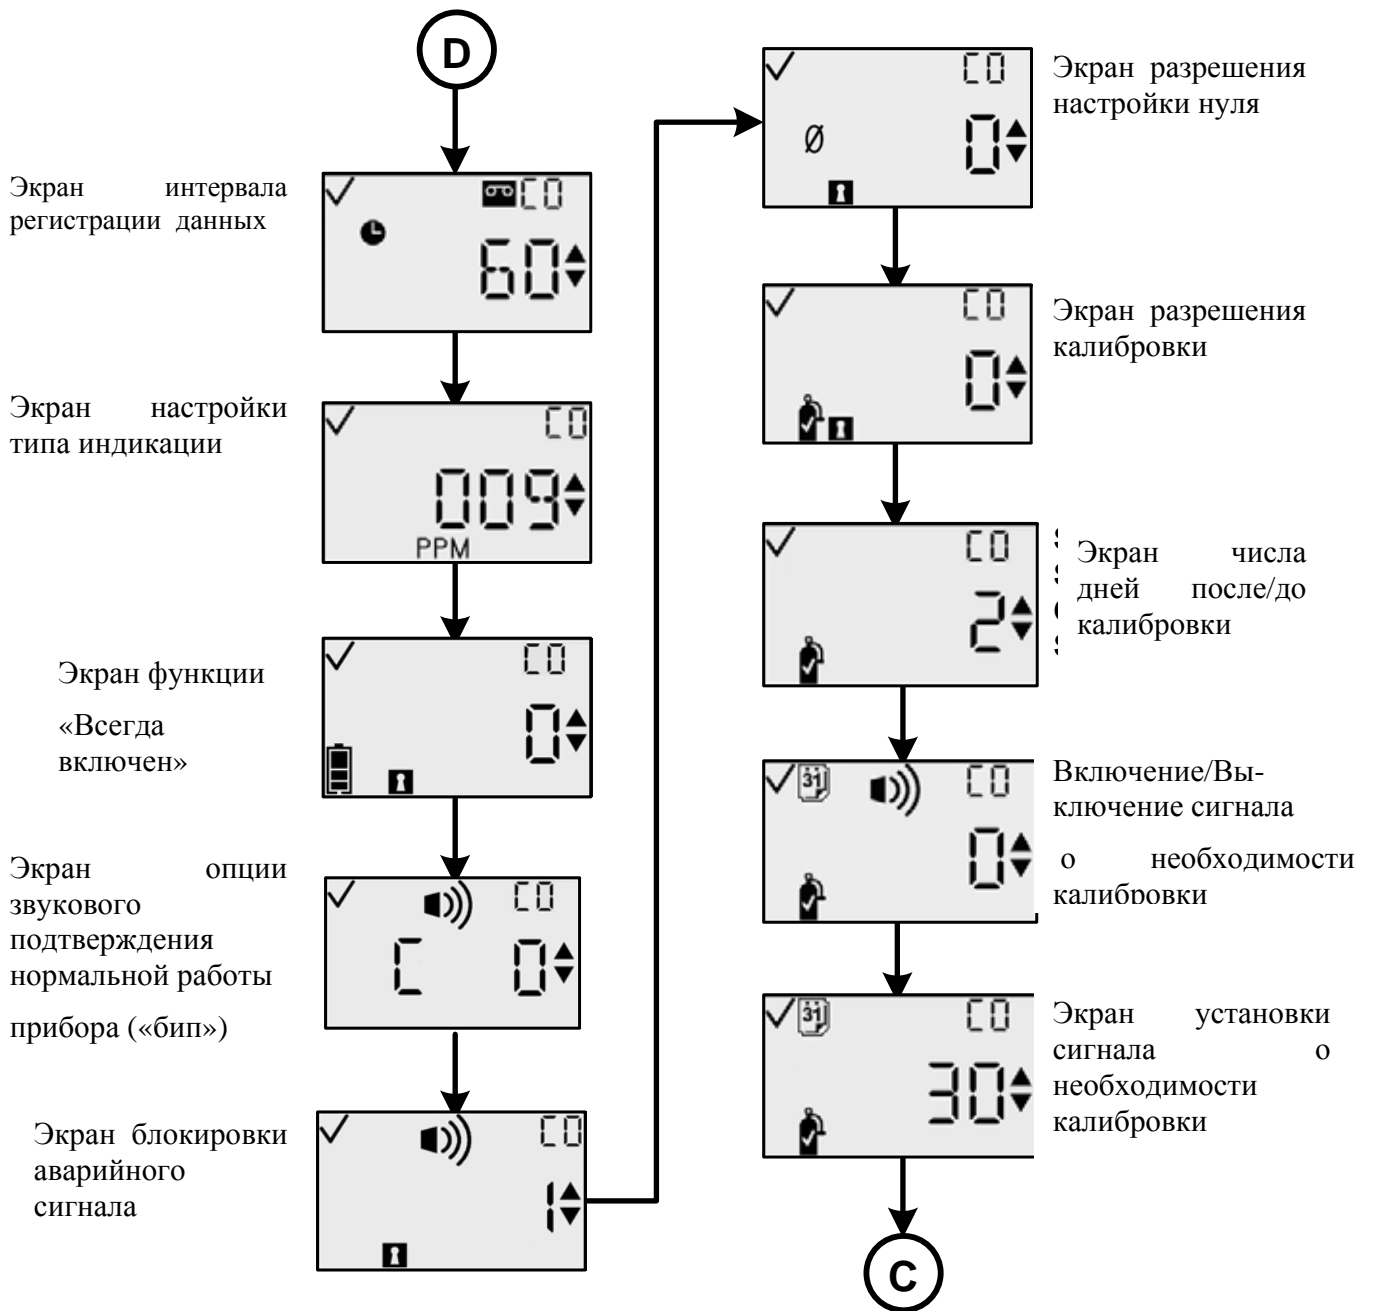 D
Экран интервала
регистрации данных
CO
60
Экран настройки
типа индикации
CO
009
PPM
Экран функции
«Всегда
включен»
CO
0
Экран опции
звукового
подтверждения
нормальной работы
прибора («бип»)
CO
C 0
Экран блокировки
аварийного
сигнала
CO
1
CO
Ø 0
Экран разрешения
настройки нуля
CO
0
Экран разрешения
калибровки
CO
2
Экран числа
дней после/до
калибровки
31 CO
0
Включение/Вы-
ключение сигнала
о необходимости
калибровки
31 CO
30
Экран установки
сигнала о
необходимости
калибровки
C